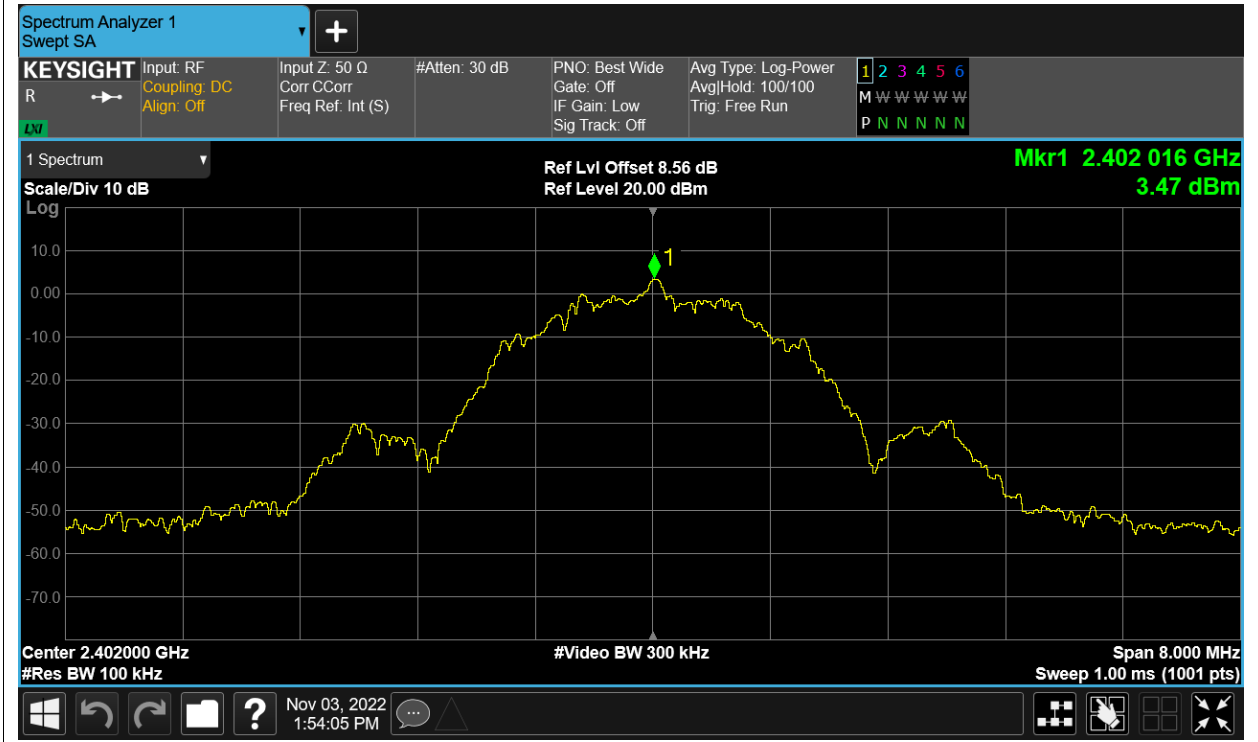 Spectrum Analyzer 1
Swept SA
+
KEYSIGHT
R
LXI
Input: RF
Coupling: DC
Align: Off
Input Z: 50 Ω
Corr CCorr
Freq Ref: Int (S)
#Atten: 30 dB
PNO: Best Wide
Gate: Off
IF Gain: Low
Sig Track: Off
Avg Type: Log-Power
Avg|Hold: 100/100
Trig: Free Run
1 2 3 4 5 6
M W W W W W
P N N N N N
1 Spectrum
Scale/Div 10 dB
Log
Ref Lvl Offset 8.56 dB
Ref Level 20.00 dBm
Mkr1 2.402 016 GHz
3.47 dBm
10.0
0.00
-10.0
-20.0
-30.0
-40.0
-50.0
-60.0
-70.0
1
Center 2.402000 GHz
#Res BW 100 kHz
#Video BW 300 kHz
Span 8.000 MHz
Sweep 1.00 ms (1001 pts)
?
Nov 03, 2022
1:54:05 PM